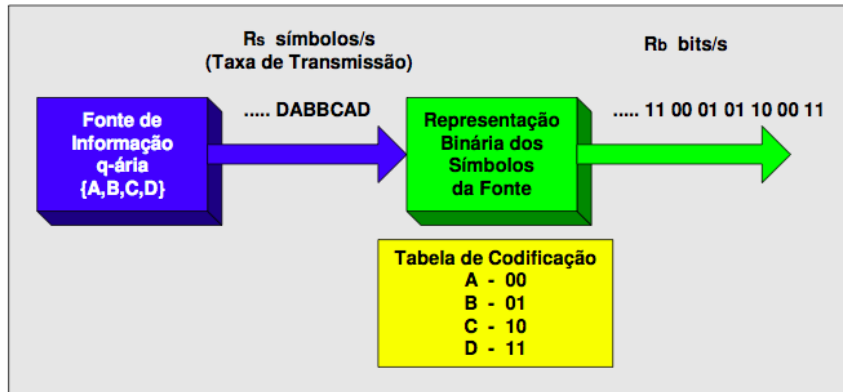 Rs símbolos/s
(Taxa de Transmissão)
Rb bits/s
Fonte de
Informação
q-ária
{A,B,C,D}
..... DABBCAD
Representação
Binária dos
Símbolos
da Fonte
..... 11 00 01 01 10 00 11
Tabela de Codificação
A - 00
B - 01
C - 10
D - 11